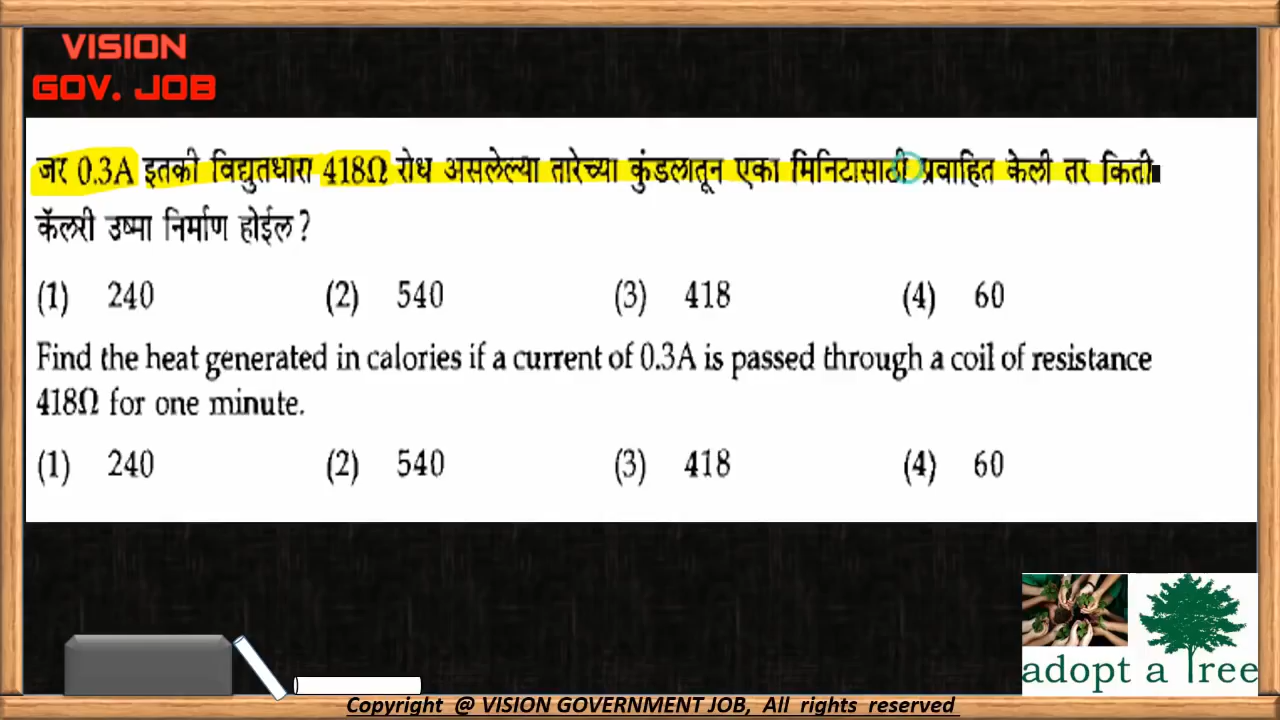 VISION
GOV. JOB
जर 0.3A इतकी विद्युतधारा 418Ω रोध असलेल्या तारेच्या कुंडलातून एका मिनिटासाठी प्रवाहित केली तर किती
कॅलरी उष्मा निर्माण होईल?
(1) 240 (2) 540 (3) 418 (4) 60
Find the heat generated in calories if a current of 0.3A is passed through a coil of resistance
418Ω for one minute.
(1) 240 (2) 540 (3) 418 (4) 60
adopt a Tree
Copyright @ VISION GOVERNMENT JOB, All rights reserved